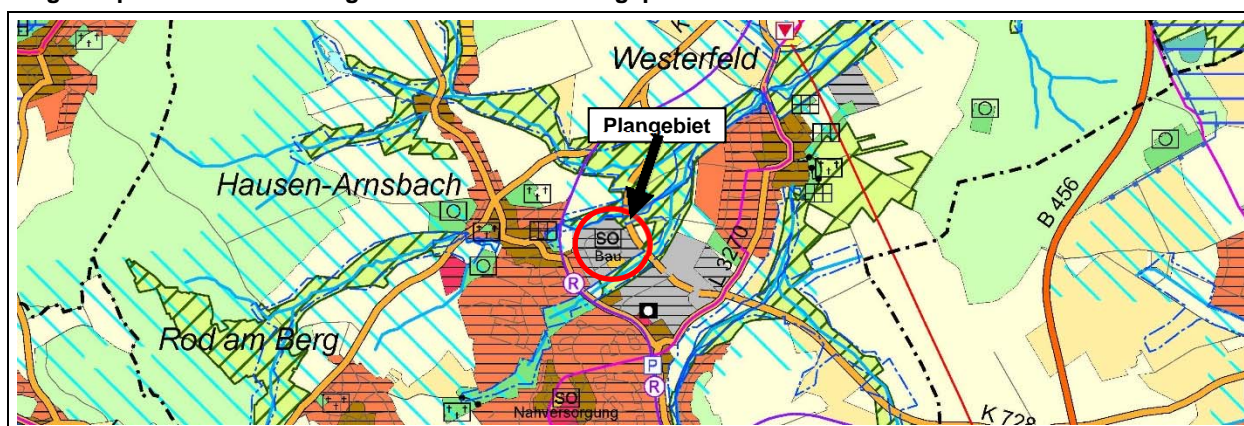 Westerfeld
Plangebiet
Hausen-Arnsbach
SO
Bau
L 3270
B 456
R
Rod am Berg
P
R
SO
Nahversorgung
K 728